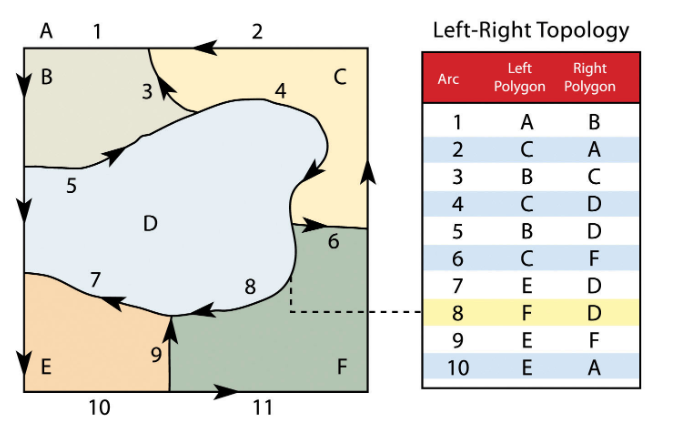 A 1 2
B C
3 4
5
D
6
7 8
9
E F
10 11
Left-Right Topology
Arc Left Polygon Right Polygon
1 A B
2 C A
3 B C
4 C D
5 B D
6 C F
7 E D
8 F D
9 E F
10 E A